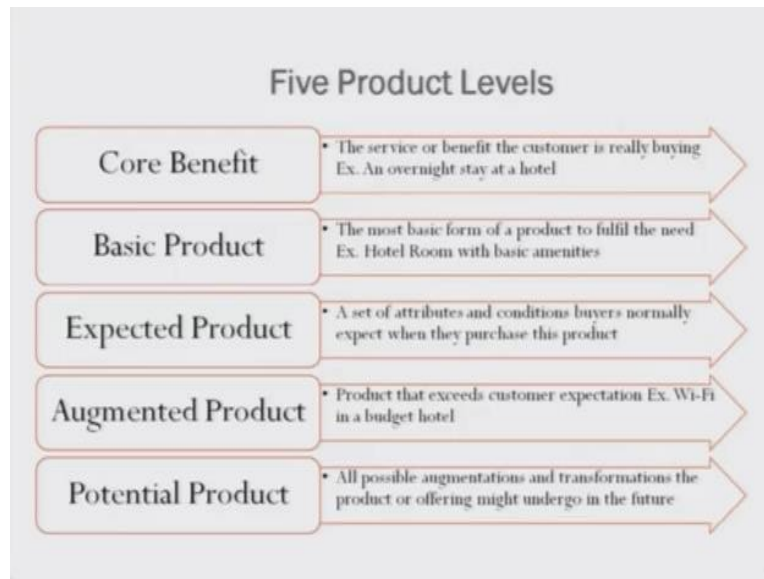 Five Product Levels
Core Benefit
• The service or benefit the customer is really buying
Ex. An overnight stay at a hotel
Basic Product
• The most basic form of a product to fulfil the need
Ex. Hotel Room with basic amenities
Expected Product
• A set of attributes and conditions buyers normally
expect when they purchase this product
Augmented Product
• Product that exceeds customer expectation Ex. Wi-Fi
in a budget hotel
Potential Product
• All possible augmentations and transformations the
product or offering might undergo in the future